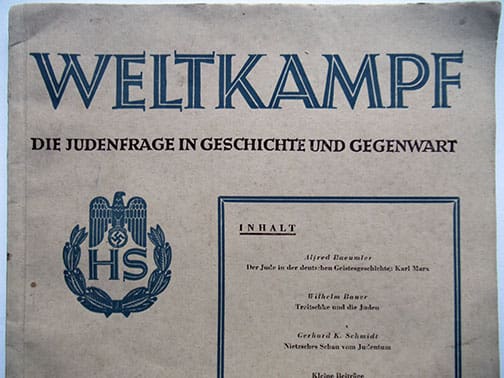 WELTKAMPF
DIE JUDENFRAGE IN GESCHICHTE UND GEGENWART
HS
INHALT
Alfred Baeumler
Der Jude in der deutschen Geistesgeschichte: Karl Marx
Wilhelm Bauer
Treitschke und die Juden
Gerhard K. Schmidt
Nietzsches Schau vom Judentum
Kleine Beiträge